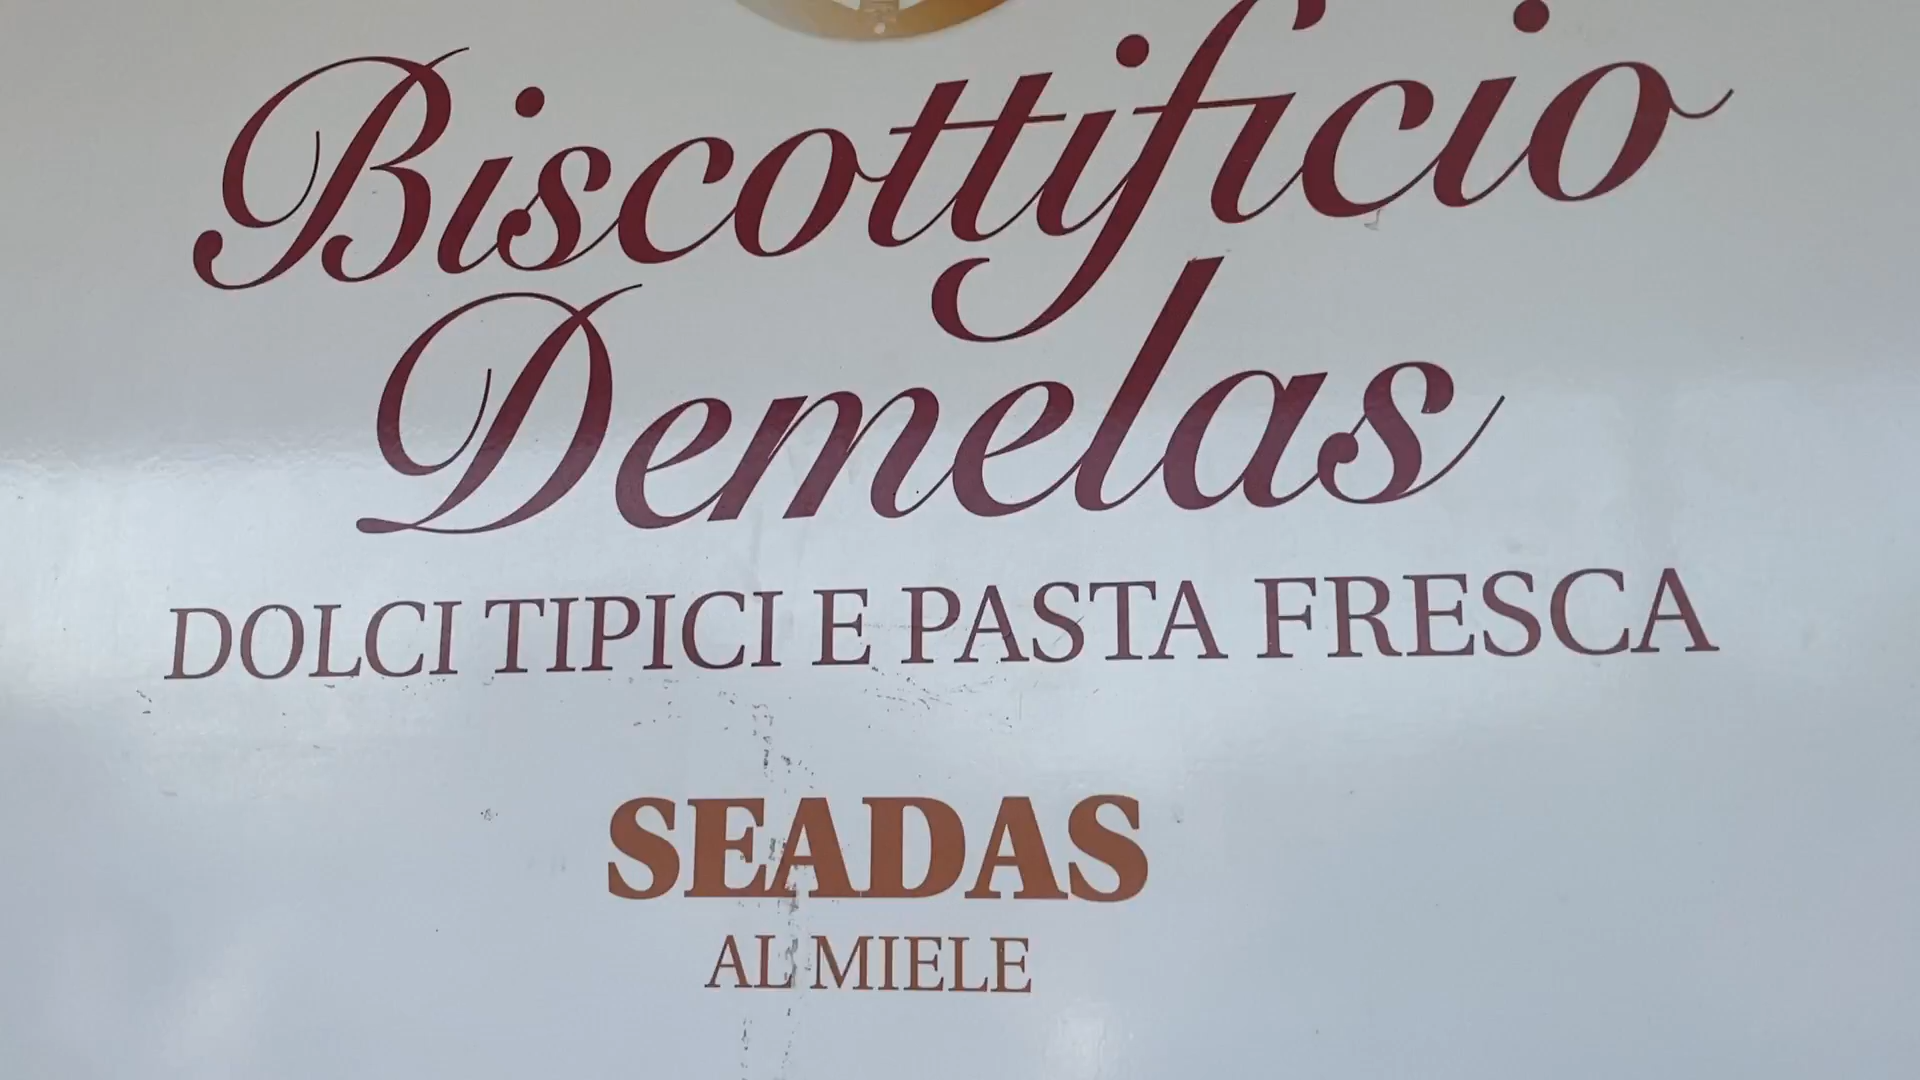 Biscottificio
Demelas
DOLCI TIPICI E PASTA FRESCA
SEADAS
AL MIELE